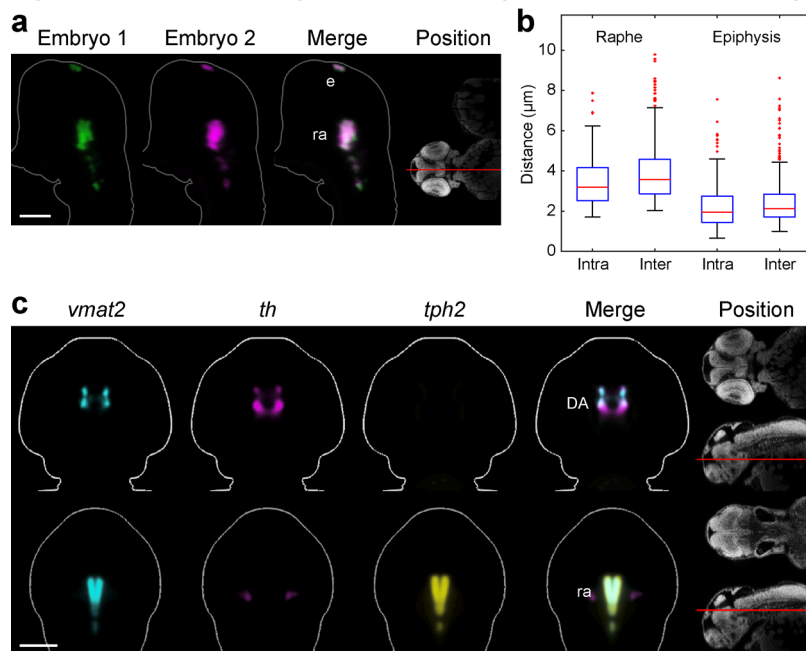 a
Embryo 1 Embryo 2 Merge Position
e
ra
b
10
8
6
4
2
0
Distance (µm)
Raphe Epiphysis
Intra Inter Intra Inter
c
vmat2 th tph2 Merge Position
DA
ra